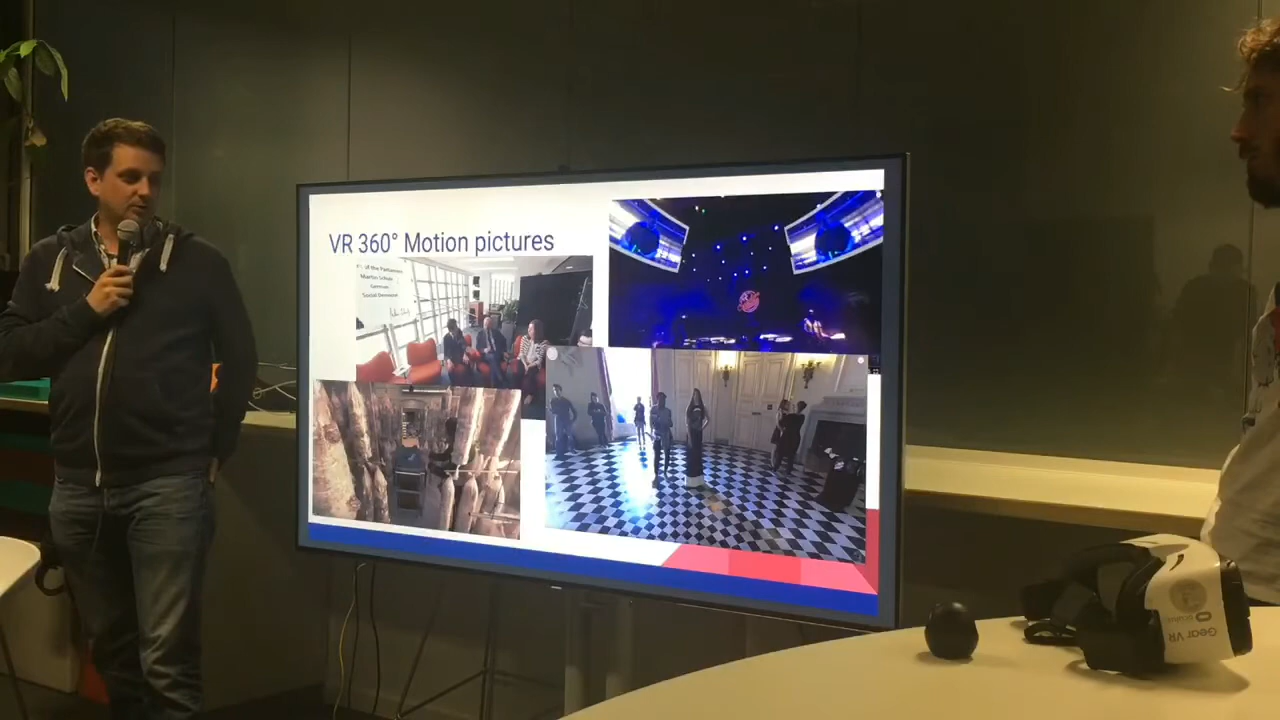 VR 360° Motion pictures
of the Parliament
Martin Schulz
German
Social Democrat
Gear VR